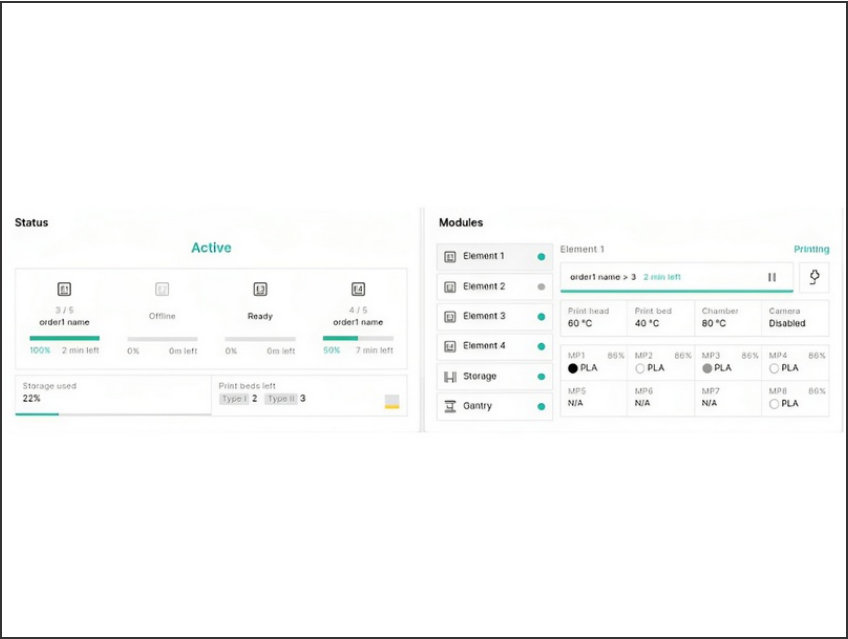 Status
Active
E1
3 / 5
order1 name
100% 2 min left
Offline
0% 0m left
Ready
0% 0m left
E4
4 / 5
order1 name
50% 7 min left
Storage used
22%
Print beds left
Type I 2 Type II 3
Modules
Element 1
Element 2
Element 3
Element 4
Storage
Gantry
Element 1 Printing
order1 name > 3 2 min left
Print head
60 °C
Print bed
40 °C
Chamber
80 °C
Camera
Disabled
MP1 86%
PLA
MP2 86%
PLA
MP3 86%
PLA
MP4 86%
PLA
MP5
N/A
MP6
N/A
MP7
N/A
MP8 86%
PLA